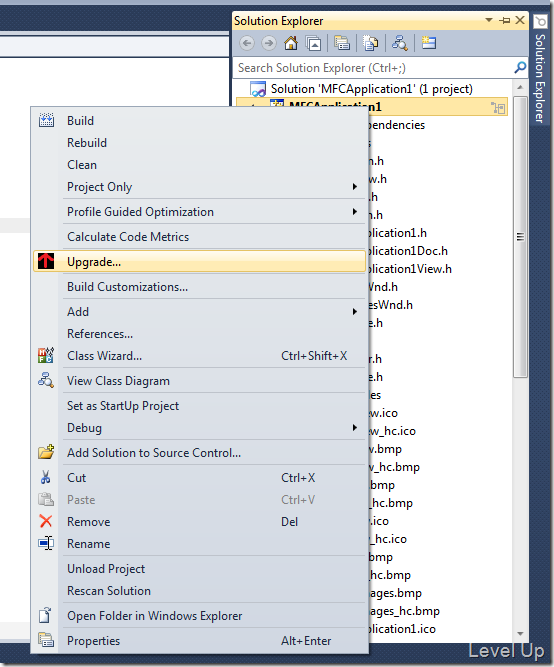 Solution Explorer
Search Solution Explorer (Ctrl+;)
Solution 'MFCApplication1' (1 project)
MFCApplication1
Build
Rebuild
Clean
Project Only
Profile Guided Optimization
Calculate Code Metrics
Upgrade...
Build Customizations...
Add
References...
Class Wizard... Ctrl+Shift+X
View Class Diagram
Set as StartUp Project
Debug
Add Solution to Source Control...
Cut Ctrl+X
Paste Ctrl+V
Remove Del
Rename
Unload Project
Rescan Solution
Open Folder in Windows Explorer
Properties Alt+Enter
pendencies
s
n.h
w.h
.h
n.h
plication1.h
plication1Doc.h
plication1View.h
Wnd.h
esWnd.h
e.h
r.h
e.h
es
ew.ico
ew_hc.ico
w.bmp
w_hc.bmp
.bmp
_hc.bmp
v.ico
v_hc.ico
.bmp
_hc.bmp
ages.bmp
ages_hc.bmp
plication1.ico
Solution Explorer
Level Up